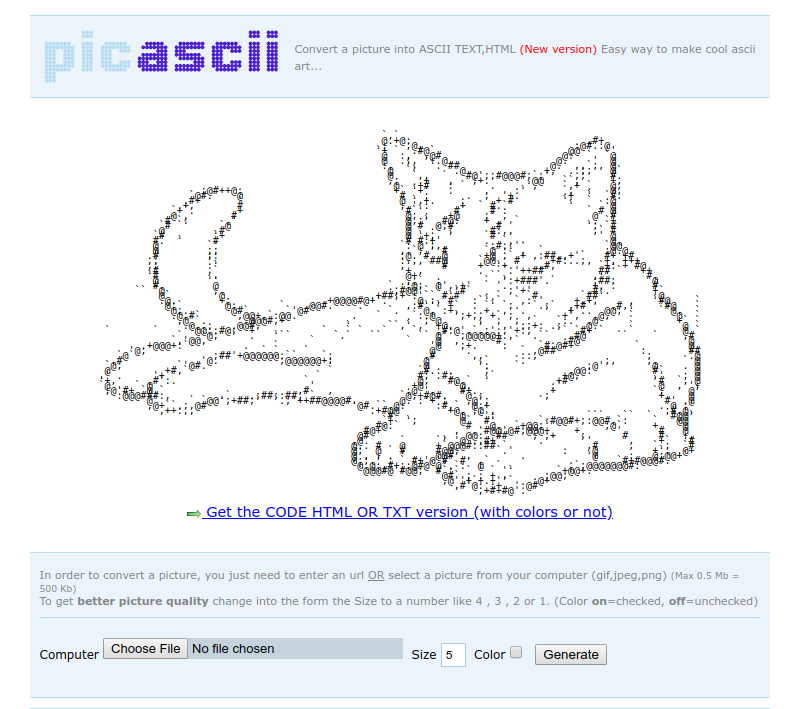 picascii
Convert a picture into ASCII TEXT,HTML (New version) Easy way to make cool ascii
art...
Get the CODE HTML OR TXT version (with colors or not)
In order to convert a picture, you just need to enter an url OR select a picture from your computer (gif,jpeg,png) (Max 0.5 Mb =
500 Kb)
To get better picture quality change into the form the Size to a number like 4 , 3 , 2 or 1. (Color on=checked, off=unchecked)
Computer Choose File No file chosen Size 5 Color Generate